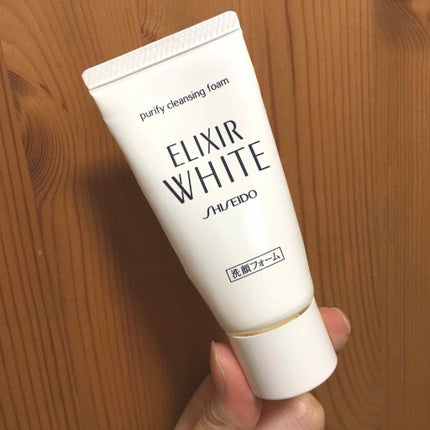 purify cleansing foam
ELIXIR
WHITE
SHISEIDO
洗顔フォーム